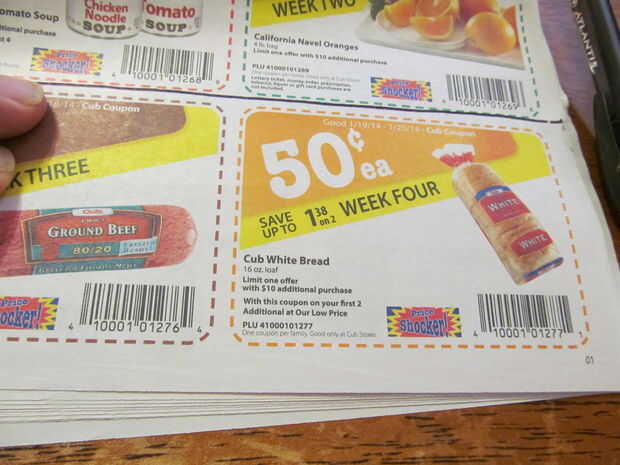 Chicken
Noodle
SOUP
Tomato
SOUP
omato Soup
itional purchase
Price
Shocker!
4 10001 01268
WEEK TWO
California Navel Oranges
4 lb. bag
Limit one offer with $10 additional purchase
PLU 41000101269
Price
Shocker!
10001 01269
ATLANTIS
Cub Coupon
K THREE
GROUND BEEF
80/20
Price
ocker!
4 10001 01276 4
Good 1/19/14 - 1/25/14 - Cub Coupon
50¢
ea
SAVE
UP TO
1.38
on 2
WEEK FOUR
WHITE
WHITE
Cub White Bread
16 oz. loaf
Limit one offer
with $10 additional purchase
With this coupon on your first 2
Additional at Our Low Price
PLU 41000101277
One coupon per family. Good only at Cub Stores.
Price
Shocker!
4 10001 01277 1
01